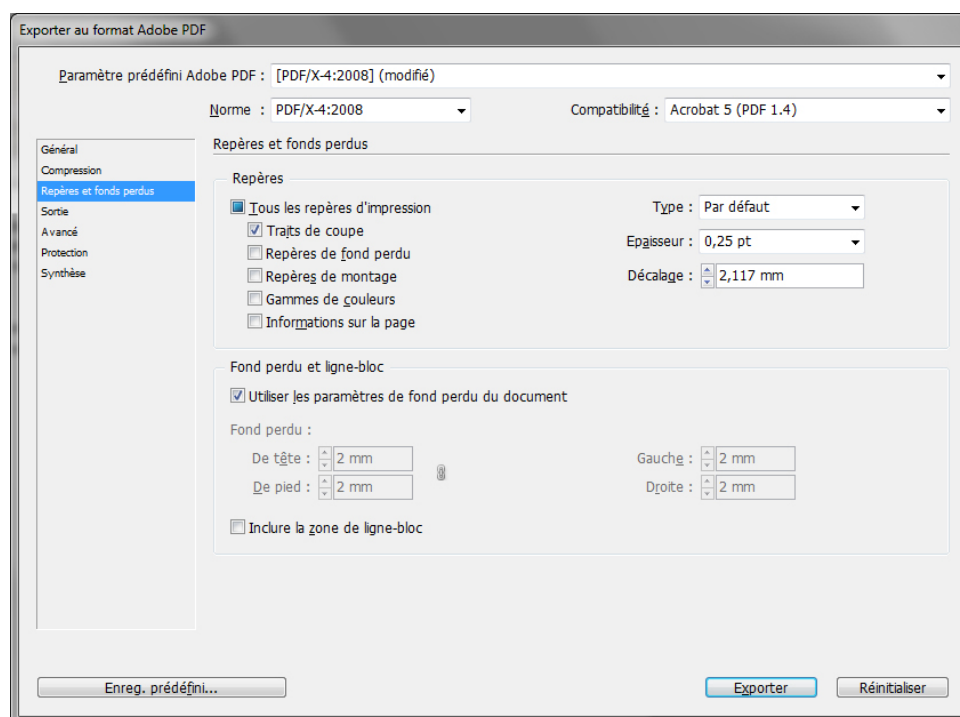 Exporter au format Adobe PDF
Paramètre prédéfini Adobe PDF : [PDF/X-4:2008] (modifié)
Norme : PDF/X-4:2008 Compatibilité : Acrobat 5 (PDF 1.4)
Général
Compression
Repères et fonds perdus
Sortie
Avancé
Protection
Synthèse
Repères et fonds perdus
Repères
Tous les repères d'impression
Traits de coupe
Repères de fond perdu
Repères de montage
Gammes de couleurs
Informations sur la page
Type : Par défaut
Epaisseur : 0,25 pt
Décalage : 2,117 mm
Fond perdu et ligne-bloc
Utiliser les paramètres de fond perdu du document
Fond perdu :
De tête : 2 mm
De pied : 2 mm
Gauche : 2 mm
Droite : 2 mm
Inclure la zone de ligne-bloc
Enreg. prédéfini... Exporter Réinitialiser